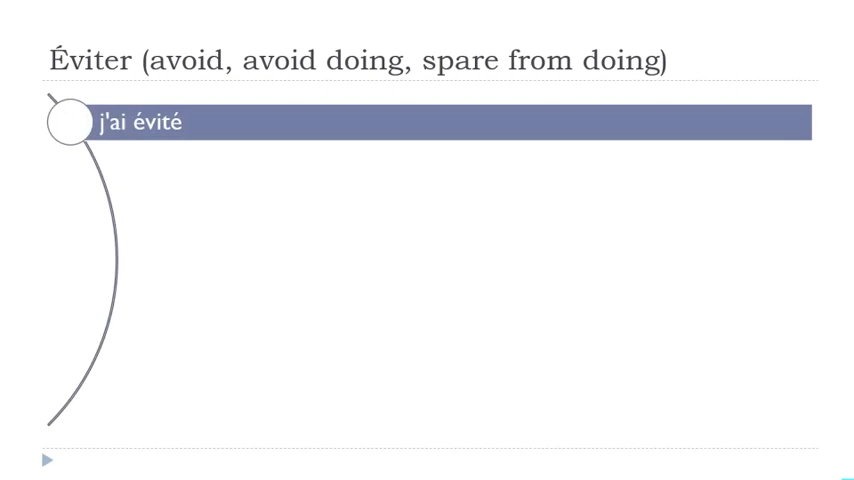 Éviter (avoid, avoid doing, spare from doing)
j'ai évité